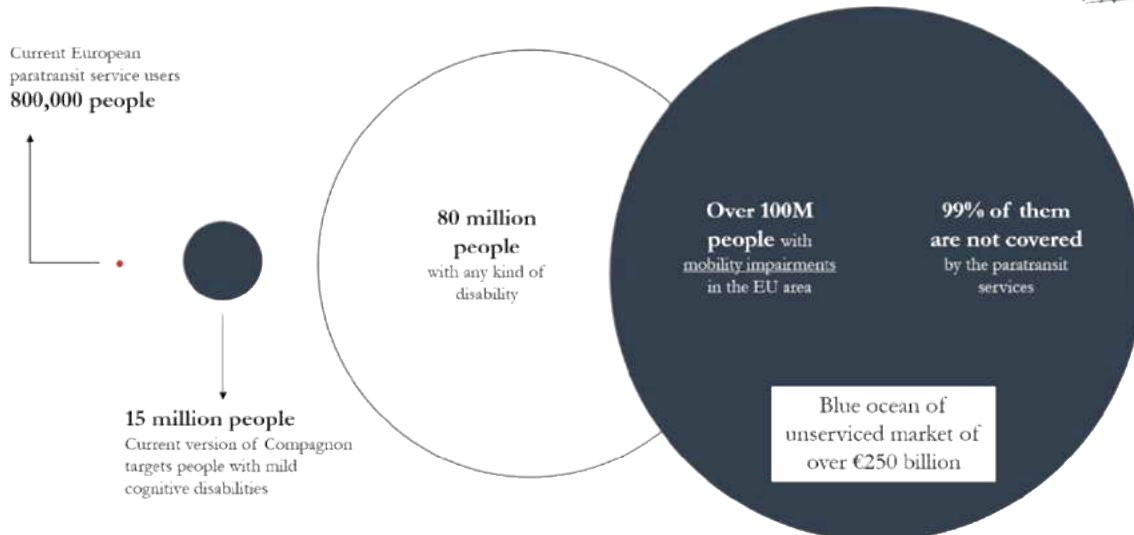 Current European
paratransit service users
800,000 people
80 million
people
with any kind of
disability
Over 100M
people with
mobility impairments
in the EU area
99% of them
are not covered
by the paratransit
services
15 million people
Current version of Compagnon
targets people with mild
cognitive disabilities
Blue ocean of
unserviced market of
over €250 billion